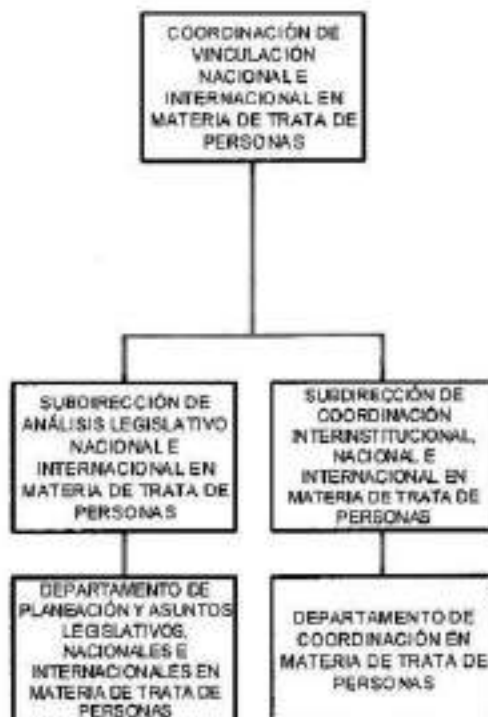 COORDINACIÓN DE
VINCULACIÓN
NACIONAL E
INTERNACIONAL EN
MATERIA DE TRATA DE
PERSONAS
SUBDIRECCIÓN DE
ANÁLISIS LEGISLATIVO
NACIONAL E
INTERNACIONAL EN
MATERIA DE TRATA DE
PERSONAS
SUBDIRECCIÓN DE
COORDINACIÓN
INTERINSTITUCIONAL,
NACIONAL E
INTERNACIONAL EN
MATERIA DE TRATA DE
PERSONAS
DEPARTAMENTO DE
PLANEACIÓN Y ASUNTOS
LEGISLATIVOS,
NACIONALES E
INTERNACIONALES EN
MATERIA DE TRATA DE
PERSONAS
DEPARTAMENTO DE
COORDINACIÓN EN
MATERIA DE TRATA DE
PERSONAS